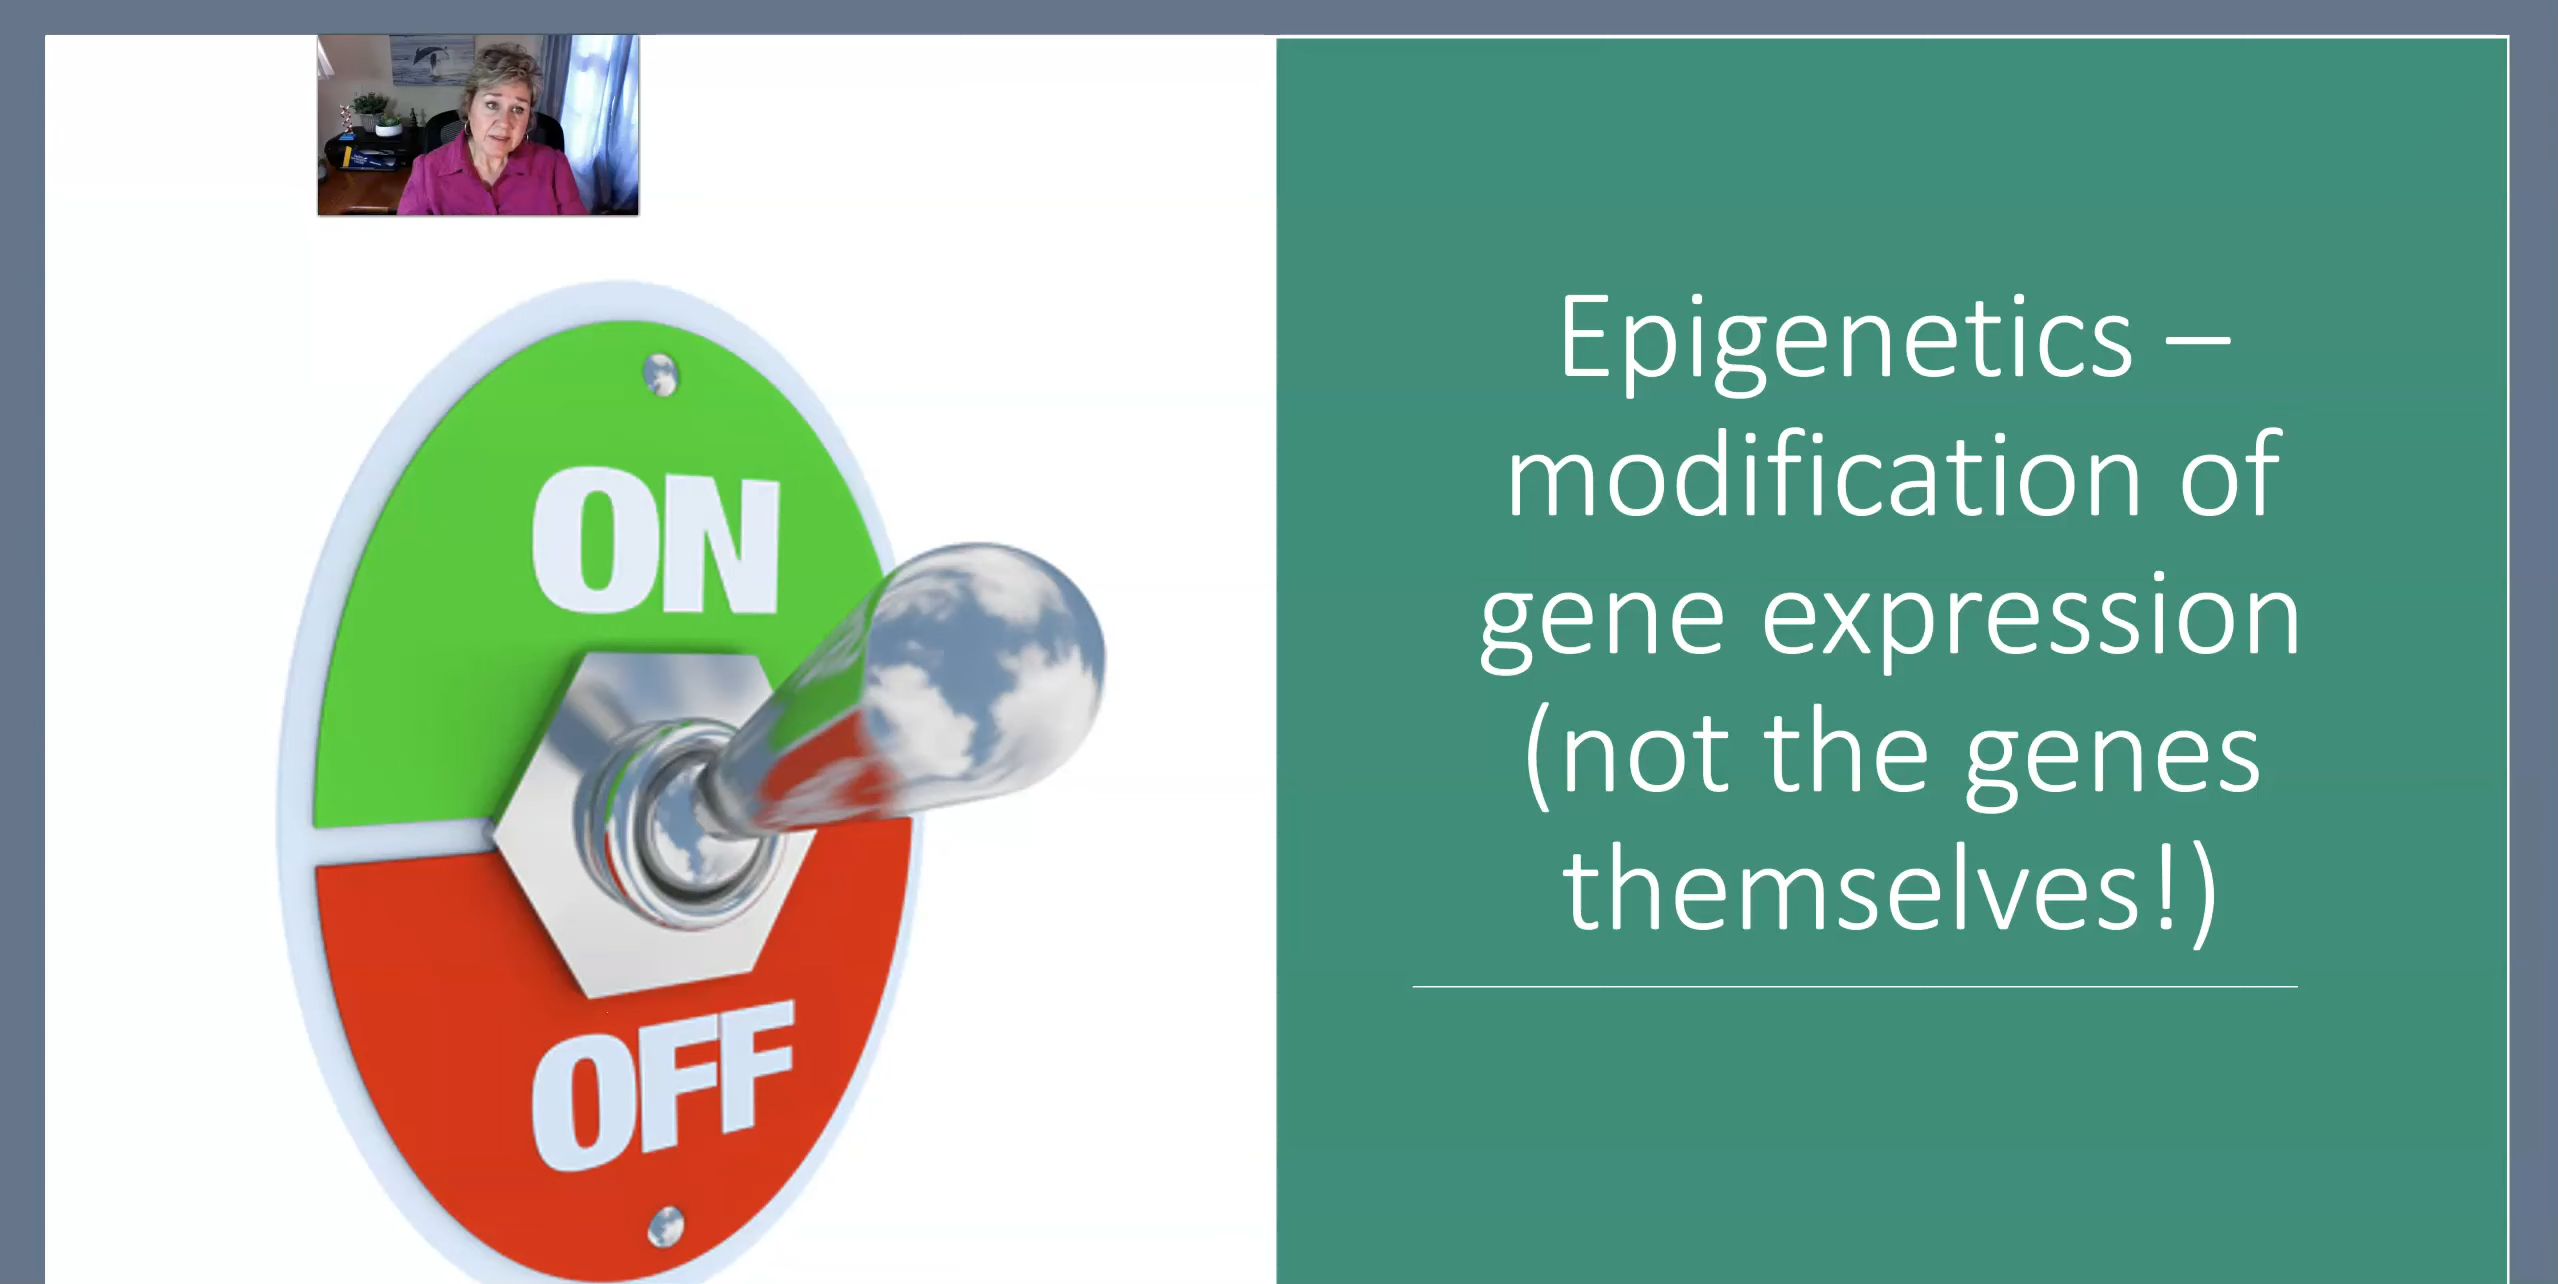 ON
OFF
Epigenetics –
modification of
gene expression
(not the genes
themselves!)